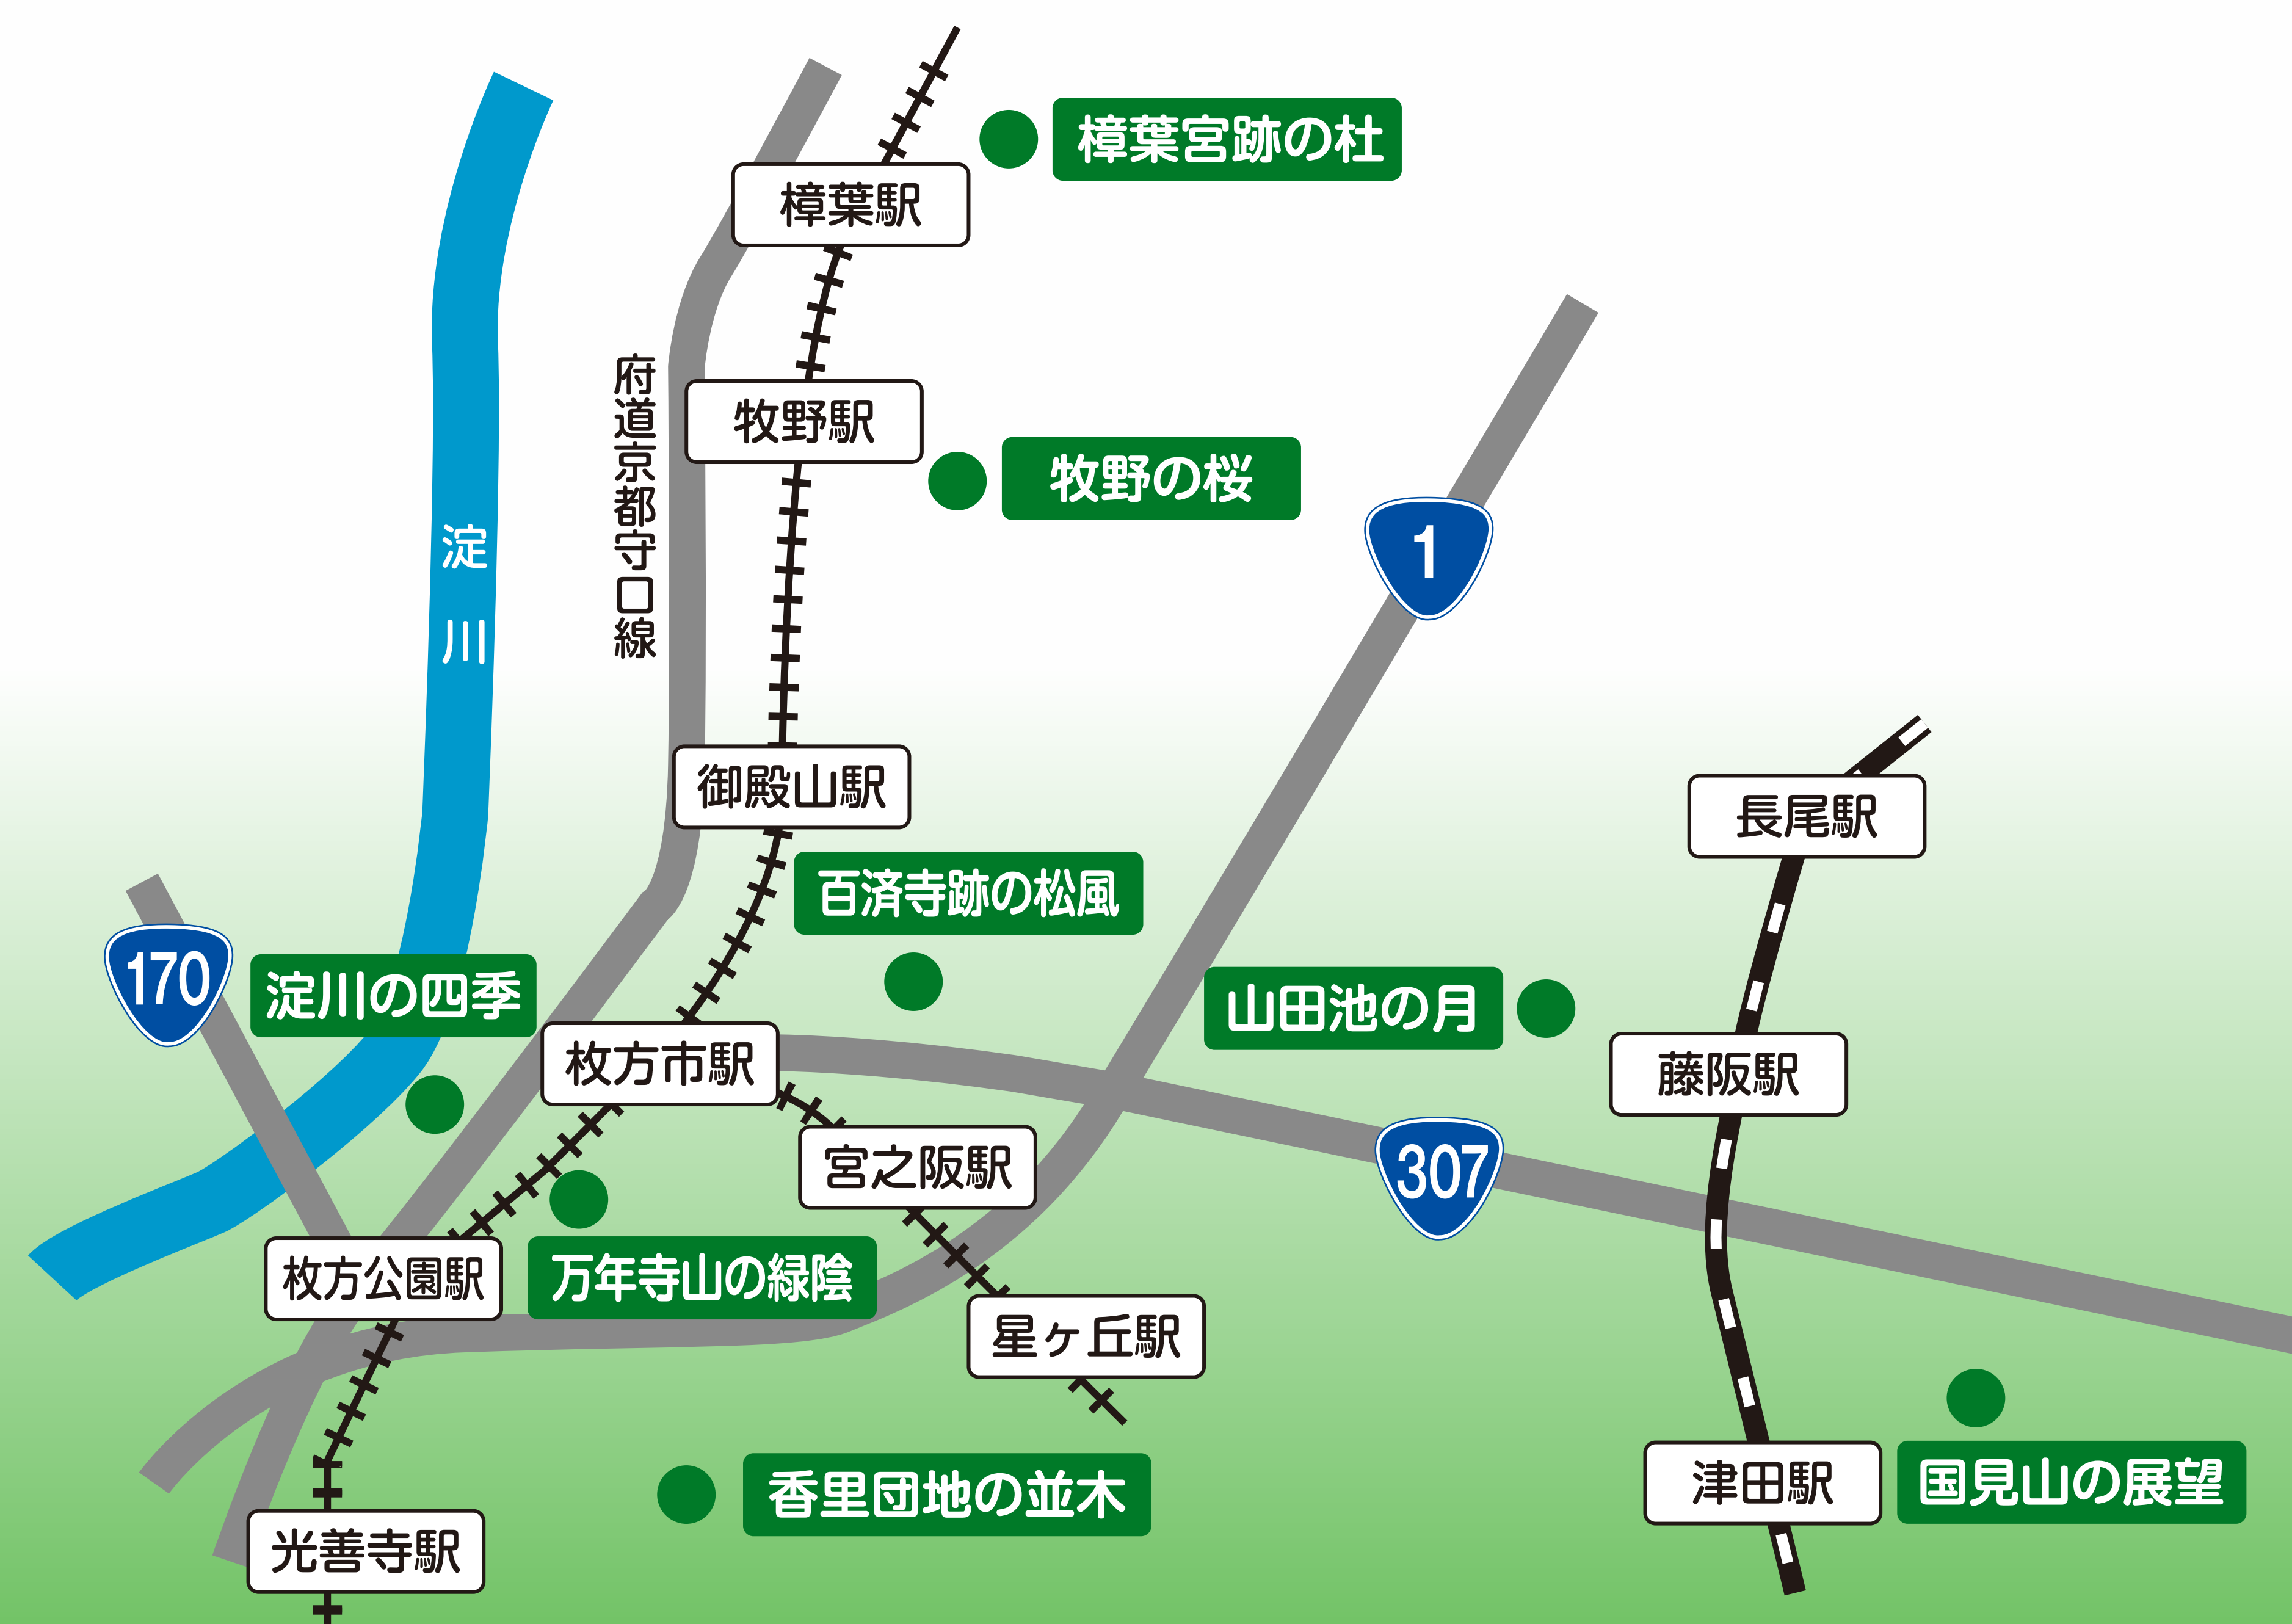 樟葉宮跡の杜
樟葉駅
府道京都守口線
牧野駅
牧野の桜
1
淀川
御殿山駅
長尾駅
百済寺跡の松風
170
淀川の四季
山田池の月
枚方市駅
藤阪駅
宮之阪駅
307
枚方公園駅
万年寺山の緑陰
星ヶ丘駅
香里団地の並木
津田駅
国見山の展望
光善寺駅